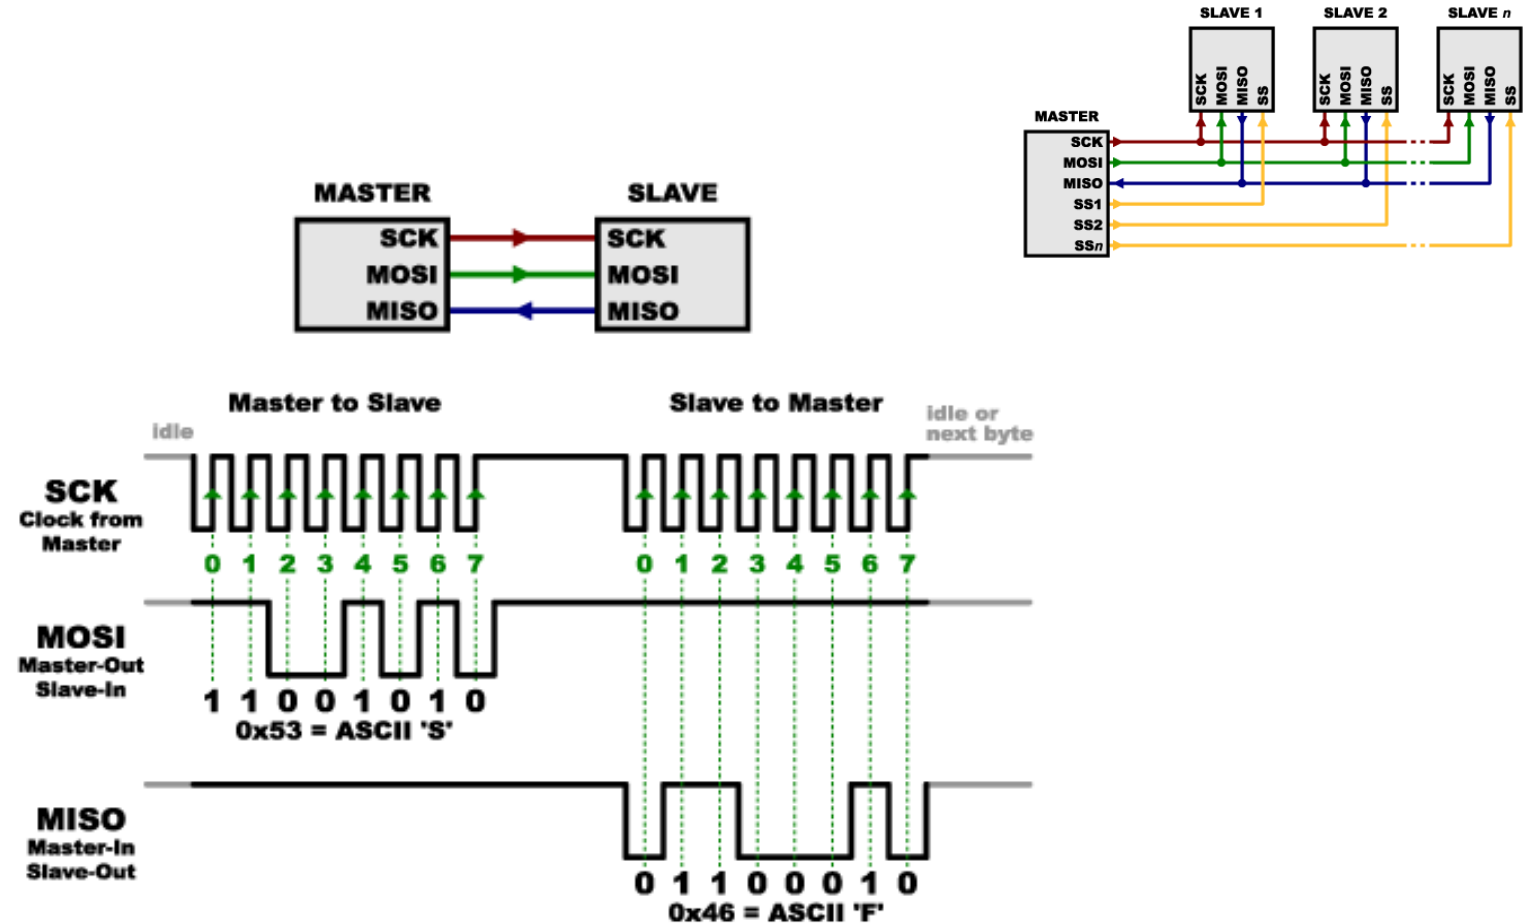 SLAVE 1 SLAVE 2 SLAVE n
SCK MOSI MISO SS SCK MOSI MISO SS SCK MOSI MISO SS
MASTER
SCK
MOSI
MISO
SS1
SS2
SSn
MASTER SLAVE
SCK SCK
MOSI MOSI
MISO MISO
Master to Slave Slave to Master
idle idle or
next byte
SCK
Clock from
Master
0 1 2 3 4 5 6 7 0 1 2 3 4 5 6 7
MOSI
Master-Out
Slave-In
1 1 0 0 1 0 1 0
0x53 = ASCII 'S'
MISO
Master-In
Slave-Out
0 1 1 0 0 0 1 0
0x46 = ASCII 'F'